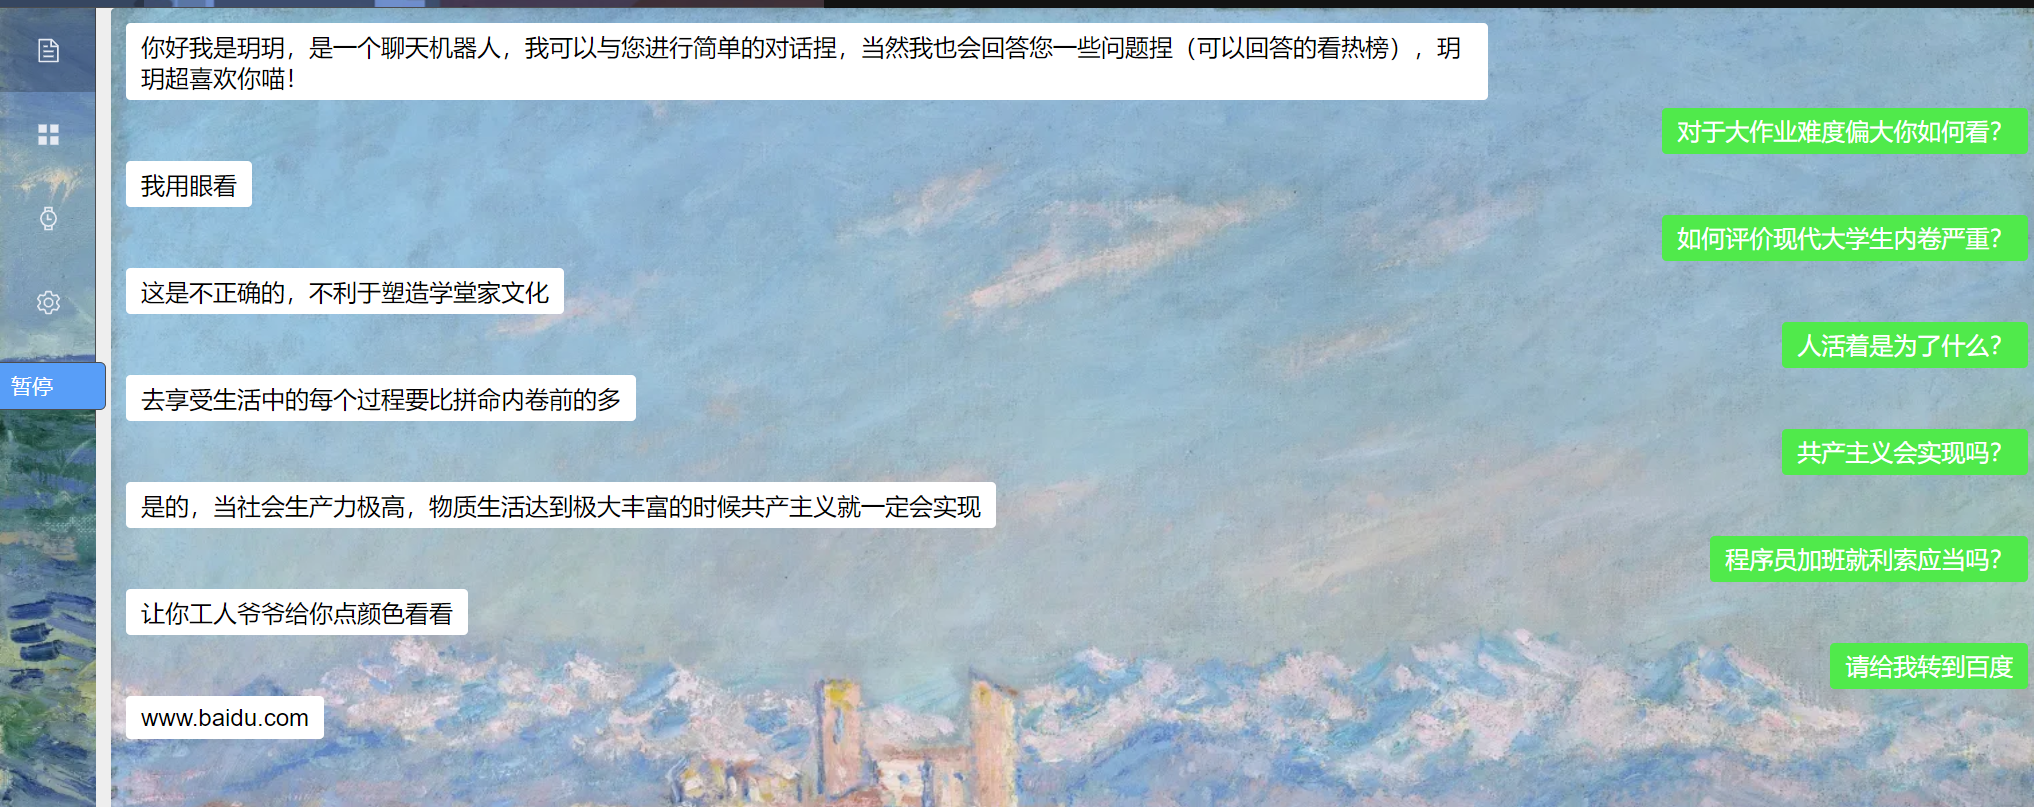 你好我是玥玥，是一个聊天机器人，我可以与您进行简单的对话捏，当然我也会回答您一些问题捏（可以回答的看热榜），玥
玥超喜欢你喵！
对于大作业难度偏大你如何看？
我用眼看
如何评价现代大学生内卷严重？
这是不正确的，不利于塑造学堂家文化
人活着是为了什么？
暂停
去享受生活中的每个过程要比拼命内卷前的多
共产主义会实现吗？
是的，当社会生产力极高，物质生活达到极大丰富的时候共产主义就一定会实现
程序员加班就利索应当吗？
让你工人爷爷给你点颜色看看
请给我转到百度
www.baidu.com